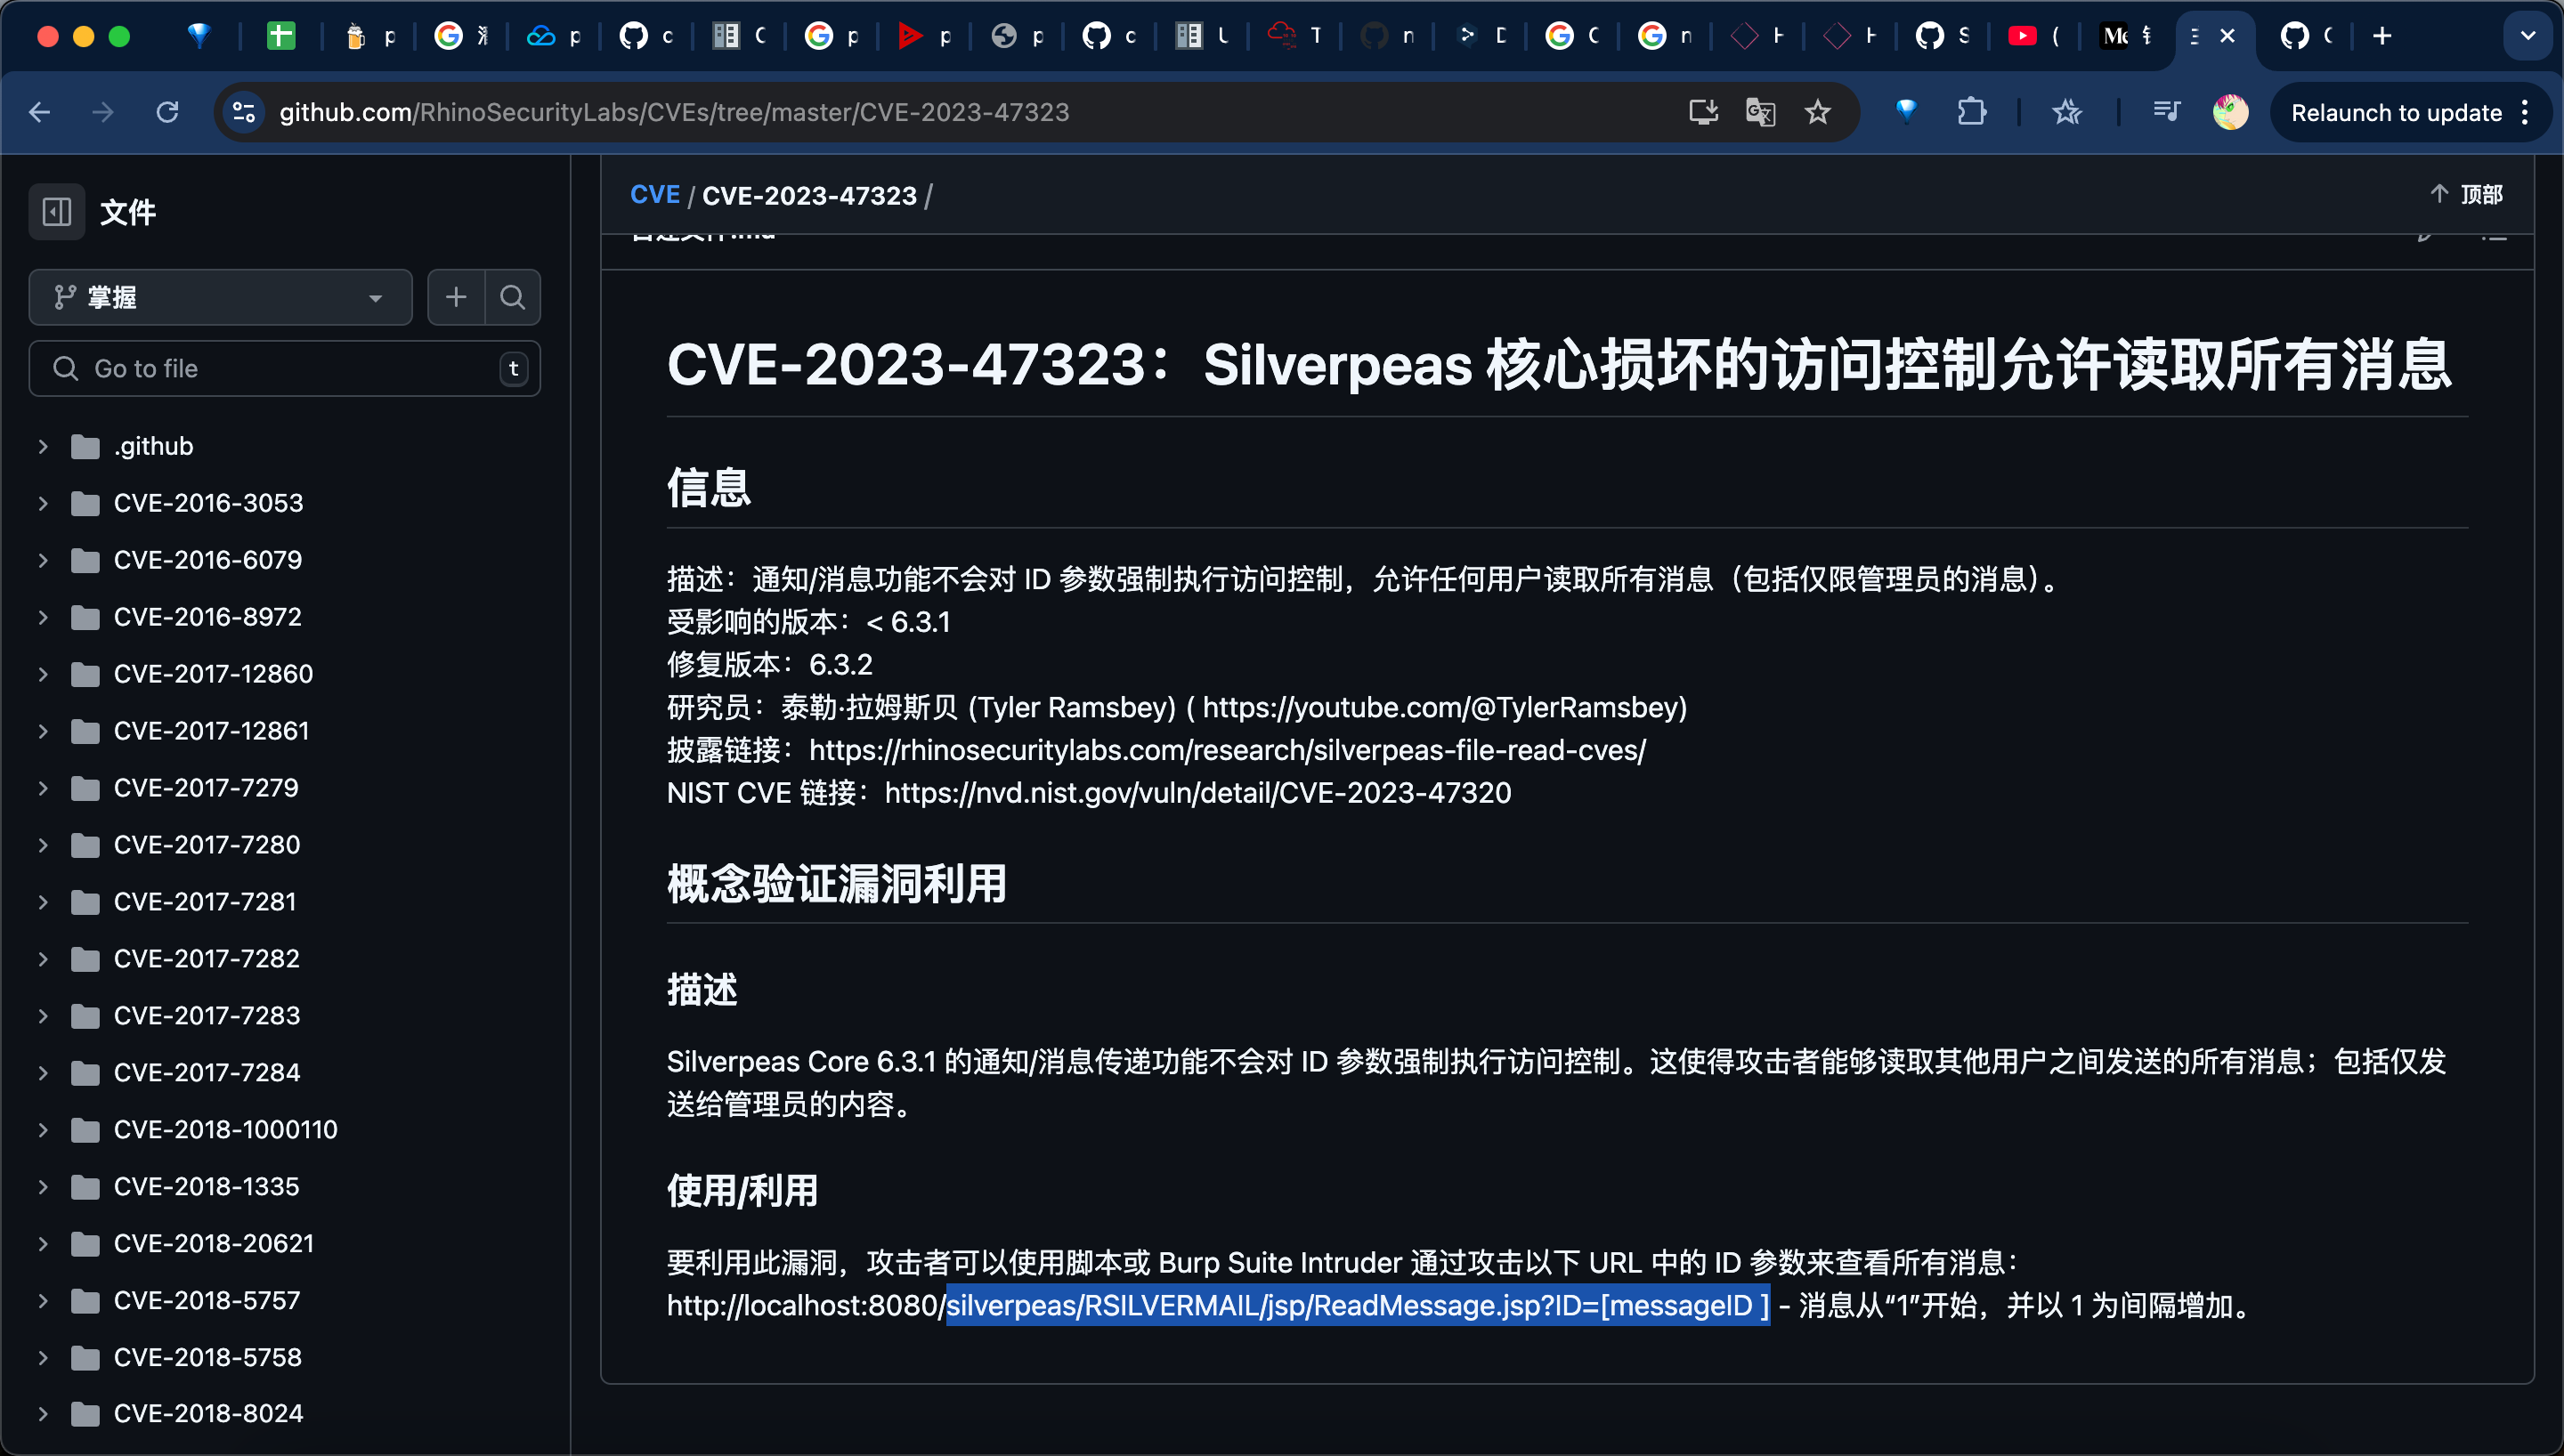 github.com/RhinoSecurityLabs/CVEs/tree/master/CVE-2023-47323
Relaunch to update
文件
掌握
Go to file
t
.github
CVE-2016-3053
CVE-2016-6079
CVE-2016-8972
CVE-2017-12860
CVE-2017-12861
CVE-2017-7279
CVE-2017-7280
CVE-2017-7281
CVE-2017-7282
CVE-2017-7283
CVE-2017-7284
CVE-2018-1000110
CVE-2018-1335
CVE-2018-20621
CVE-2018-5757
CVE-2018-5758
CVE-2018-8024
CVE / CVE-2023-47323 /
顶部
CVE-2023-47323：Silverpeas 核心损坏的访问控制允许读取所有消息
信息
描述：通知/消息功能不会对 ID 参数强制执行访问控制，允许任何用户读取所有消息（包括仅限管理员的消息）。
受影响的版本：< 6.3.1
修复版本：6.3.2
研究员：泰勒·拉姆斯贝 (Tyler Ramsbey) ( https://youtube.com/@TylerRamsbey)
披露链接：https://rhinosecuritylabs.com/research/silverpeas-file-read-cves/
NIST CVE 链接：https://nvd.nist.gov/vuln/detail/CVE-2023-47320
概念验证漏洞利用
描述
Silverpeas Core 6.3.1 的通知/消息传递功能不会对 ID 参数强制执行访问控制。这使得攻击者能够读取其他用户之间发送的所有消息；包括仅发
送给管理员的内容。
使用/利用
要利用此漏洞，攻击者可以使用脚本或 Burp Suite Intruder 通过攻击以下 URL 中的 ID 参数来查看所有消息：
http://localhost:8080/silverpeas/RSILVERMAIL/jsp/ReadMessage.jsp?ID=[messageID ] - 消息从“1”开始，并以 1 为间隔增加。